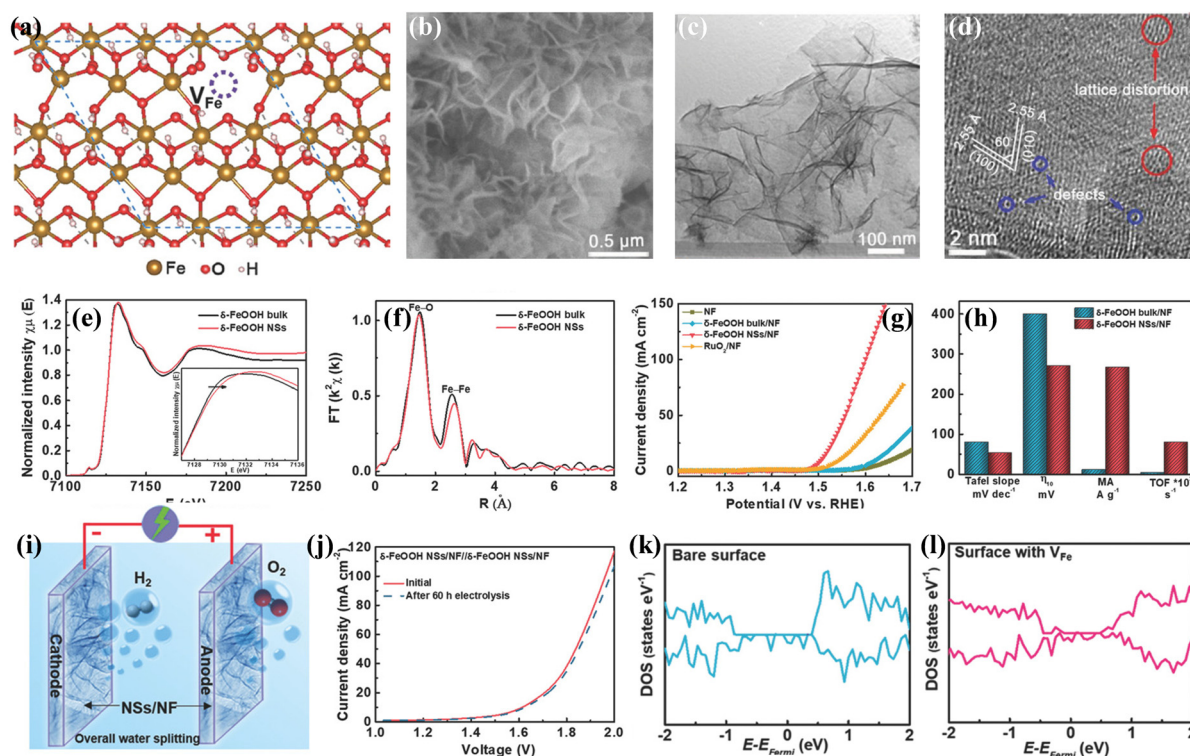 (a)
V_Fe
Fe O H
(b)
0.5 μm
(c)
100 nm
(d)
lattice distortion
2.55 Å
2.55 Å
60
(100)
(010)
defects
2 nm
(e)
δ-FeOOH bulk
δ-FeOOH NSs
Normalized intensity χμ (E)
1.4
1.2
1.0
0.8
0.6
0.4
0.2
0.0
7100 7150 7200 7250
Normalized intensity χμ (E)
7128 7130 7132 7134 7136
E (eV)
(f)
Fe–O
Fe–Fe
δ-FeOOH bulk
δ-FeOOH NSs
FT (k²χ (k))
1.0
0.5
0.0
0 2 4 6 8
R (Å)
(g)
NF
δ-FeOOH bulk/NF
δ-FeOOH NSs/NF
RuO₂/NF
Current density (mA cm⁻²)
150
100
50
0
1.2 1.3 1.4 1.5 1.6 1.7
Potential (V vs. RHE)
(h)
δ-FeOOH bulk/NF
δ-FeOOH NSs/NF
400
300
200
100
0
Tafel slope η₁₀ MA TOF *10
mV dec⁻¹ mV A g⁻¹ s⁻¹
(i)
- +
H₂
O₂
Cathode
Anode
NSs/NF
Overall water splitting
(j)
δ-FeOOH NSs/NF//δ-FeOOH NSs/NF
Initial
After 60 h electrolysis
Current density (mA cm⁻²)
120
100
80
60
40
20
0
1.0 1.2 1.4 1.6 1.8 2.0
Voltage (V)
(k)
Bare surface
DOS (states eV⁻¹)
-2 -1 0 1 2
E-E_Fermi (eV)
(l)
Surface with V_Fe
DOS (states eV⁻¹)
-2 -1 0 1 2
E-E_Fermi (eV)